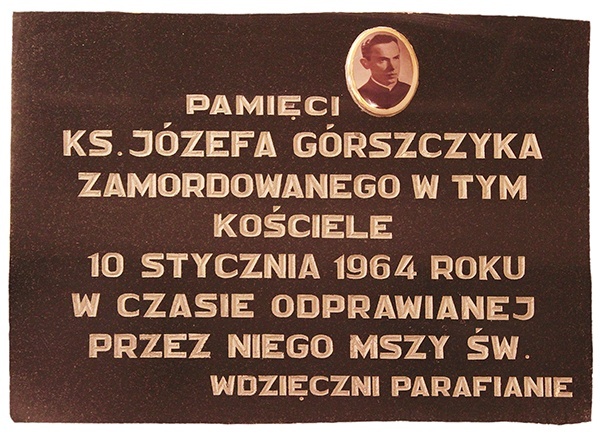 PAMIĘCI
KS. JÓZEFA GÓRSZCZYKA
ZAMORDOWANEGO W TYM
KOŚCIELE
10 STYCZNIA 1964 ROKU
W CZASIE ODPRAWIANEJ
PRZEZ NIEGO MSZY ŚW.
WDZIĘCZNI PARAFIANIE